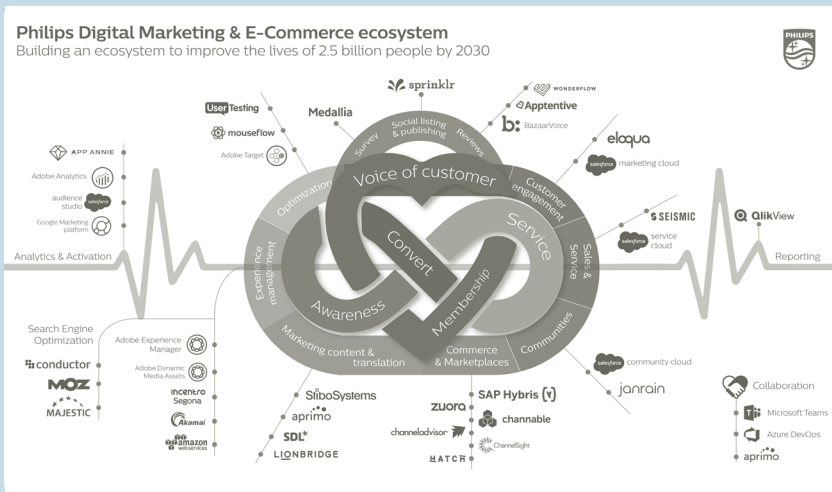 Philips Digital Marketing & E-Commerce ecosystem
Building an ecosystem to improve the lives of 2.5 billion people by 2030
PHILIPS
sprinklr
WONDERFLOW
Apptentive
b: BazaarVoice
UserTesting
mouseflow
Adobe Target
Medallia
Survey
Social listing
& publishing
Reviews
eloqua
salesforce marketing cloud
APP ANNIE
Adobe Analytics
audience
studio
salesforce
Google Marketing
platform
Analytics & Activation
Optimization
Voice of customer
Customer
engagement
SEISMIC
salesforce
service
cloud
QlikView
Reporting
Experience
management
Convert
Service
Sales &
Service
Awareness
Membership
Marketing content &
translation
Commerce
& Marketplaces
Communities
Search Engine
Optimization
conductor
MOZ
MAJESTIC
Adobe Experience
Manager
Adobe Dynamic
Media Assets
incentro
Segona
Akamai
amazon
webservices
StiboSystems
aprimo
SDL*
LIONBRIDGE
SAP Hybris (y)
zuora
channable
channeladvisor
ChannelSight
HATCH
salesforce community cloud
janrain
Collaboration
Microsoft Teams
Azure DevOps
aprimo